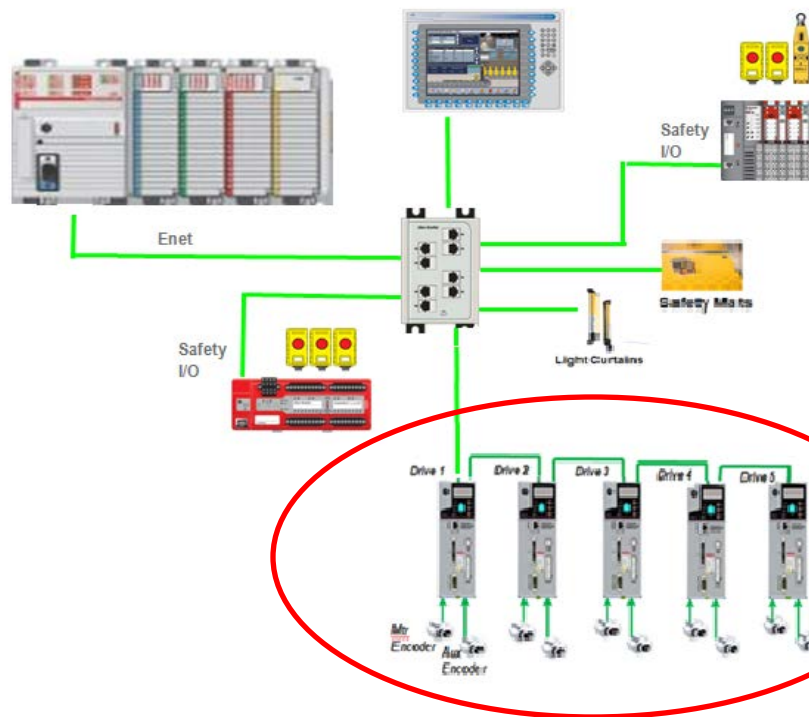 Safety
I/O
Enet
Safety Mats
Safety
I/O
Light Curtains
Drive 1
Drive 2
Drive 3
Drive 4
Drive 5
Mtr
Encoder
Aux
Encoder